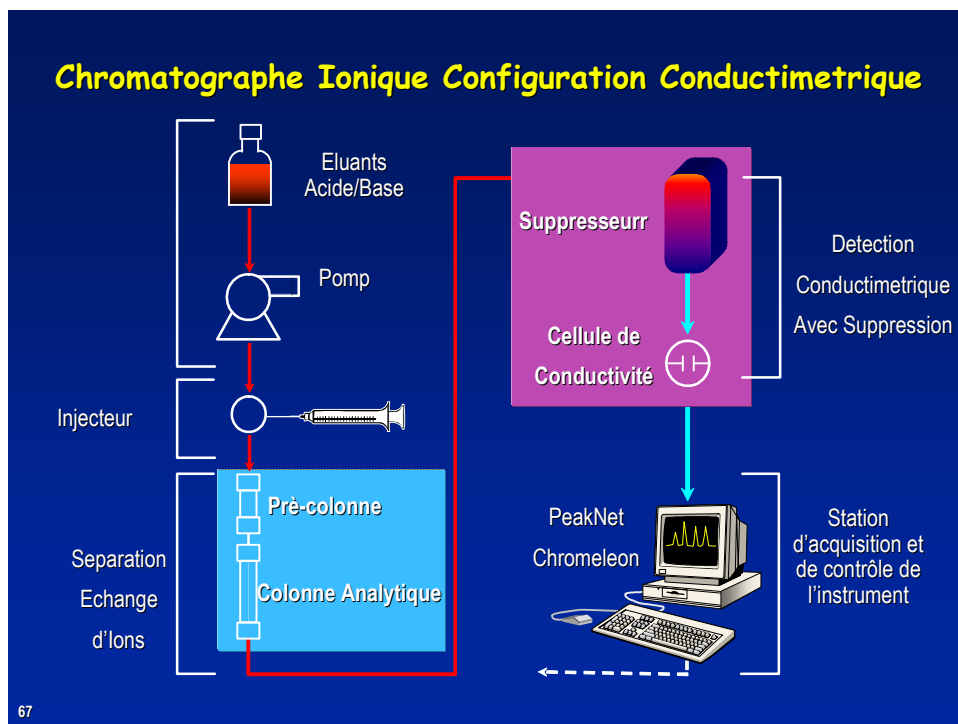 Chromatographe Ionique Configuration Conductimetrique
Eluants
Acide/Base
Pomp
Injecteur
Prè-colonne
Colonne Analytique
Separation
Echange
d'Ions
Suppresseurr
Cellule de
Conductivité
Detection
Conductimetrique
Avec Suppression
PeakNet
Chromeleon
Station
d'acquisition et
de contrôle de
l'instrument
67